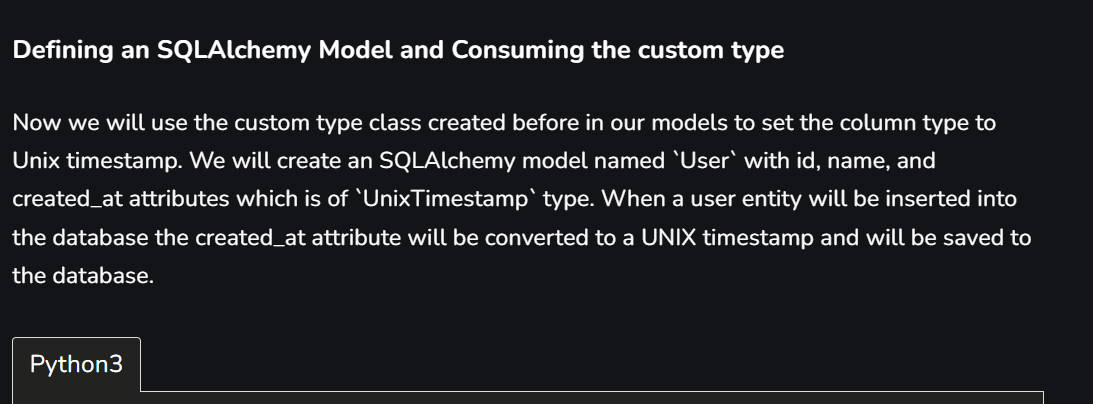 Defining an SQLAlchemy Model and Consuming the custom type
Now we will use the custom type class created before in our models to set the column type to
Unix timestamp. We will create an SQLAlchemy model named `User` with id, name, and
created_at attributes which is of `UnixTimestamp` type. When a user entity will be inserted into
the database the created_at attribute will be converted to a UNIX timestamp and will be saved to
the database.
Python3